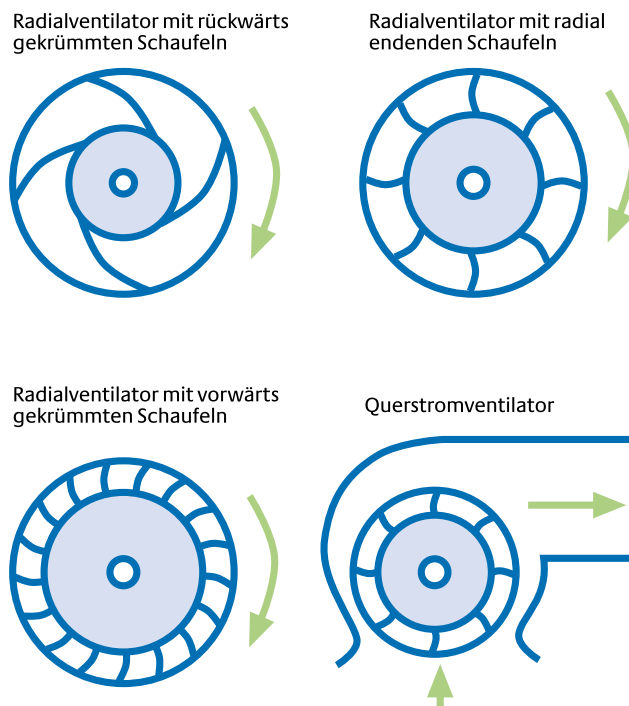 Radialventilator mit rückwärts
gekrümmten Schaufeln
Radialventilator mit radial
endenden Schaufeln
Radialventilator mit vorwärts
gekrümmten Schaufeln
Querstromventilator